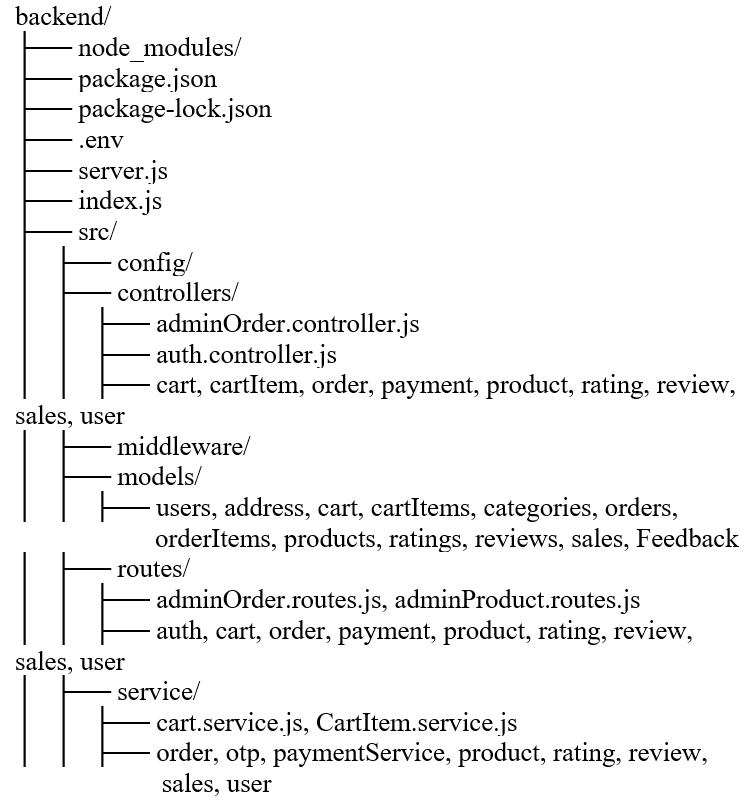 backend/
node_modules/
package.json
package-lock.json
.env
server.js
index.js
src/
config/
controllers/
adminOrder.controller.js
auth.controller.js
cart, cartItem, order, payment, product, rating, review,
sales, user
middleware/
models/
users, address, cart, cartItems, categories, orders,
orderItems, products, ratings, reviews, sales, Feedback
routes/
adminOrder.routes.js, adminProduct.routes.js
auth, cart, order, payment, product, rating, review,
sales, user
service/
cart.service.js, CartItem.service.js
order, otp, paymentService, product, rating, review,
sales, user